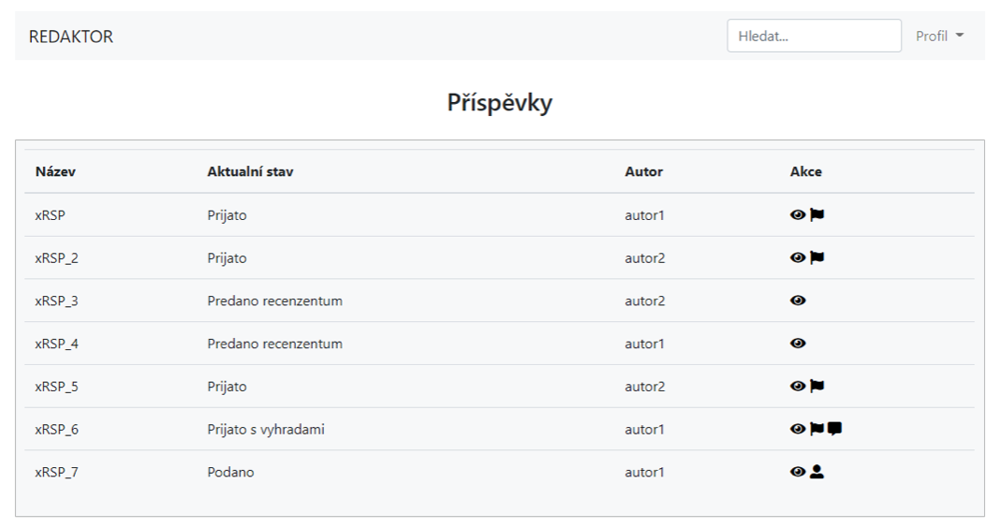 REDAKTOR Hledat... Profil
Příspěvky
Název Aktualní stav Autor Akce
xRSP Prijato autor1
xRSP_2 Prijato autor2
xRSP_3 Predano recenzentum autor2
xRSP_4 Predano recenzentum autor1
xRSP_5 Prijato autor2
xRSP_6 Prijato s vyhradami autor1
xRSP_7 Podano autor1